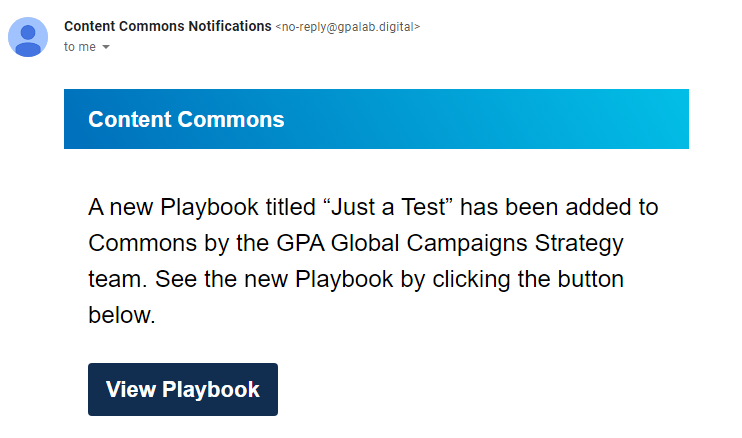 Content Commons Notifications <no-reply@gpalab.digital>
to me
Content Commons
A new Playbook titled “Just a Test” has been added to
Commons by the GPA Global Campaigns Strategy
team. See the new Playbook by clicking the button
below.
View Playbook